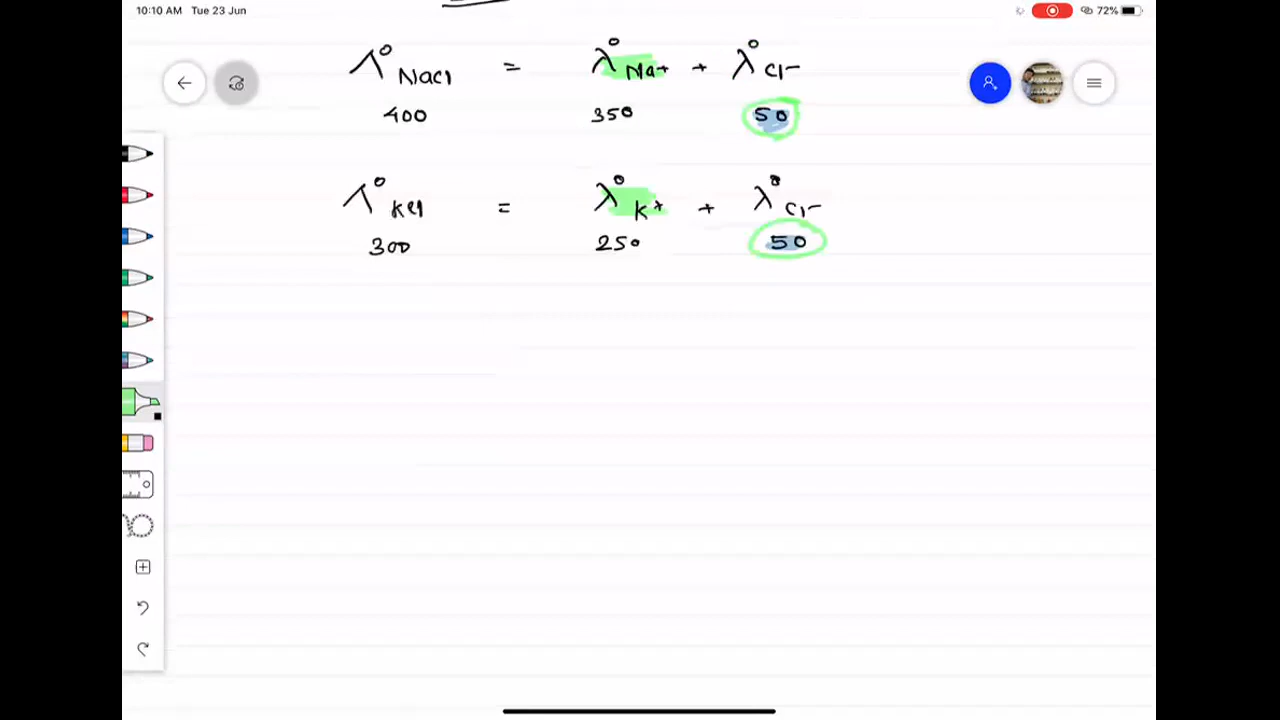 10:10 AM Tue 23 Jun 72%
Λ° NaCl = λ° Na+ + λ° Cl-
400 350 50
Λ° KCl = λ° K+ + λ° Cl-
300 250 50